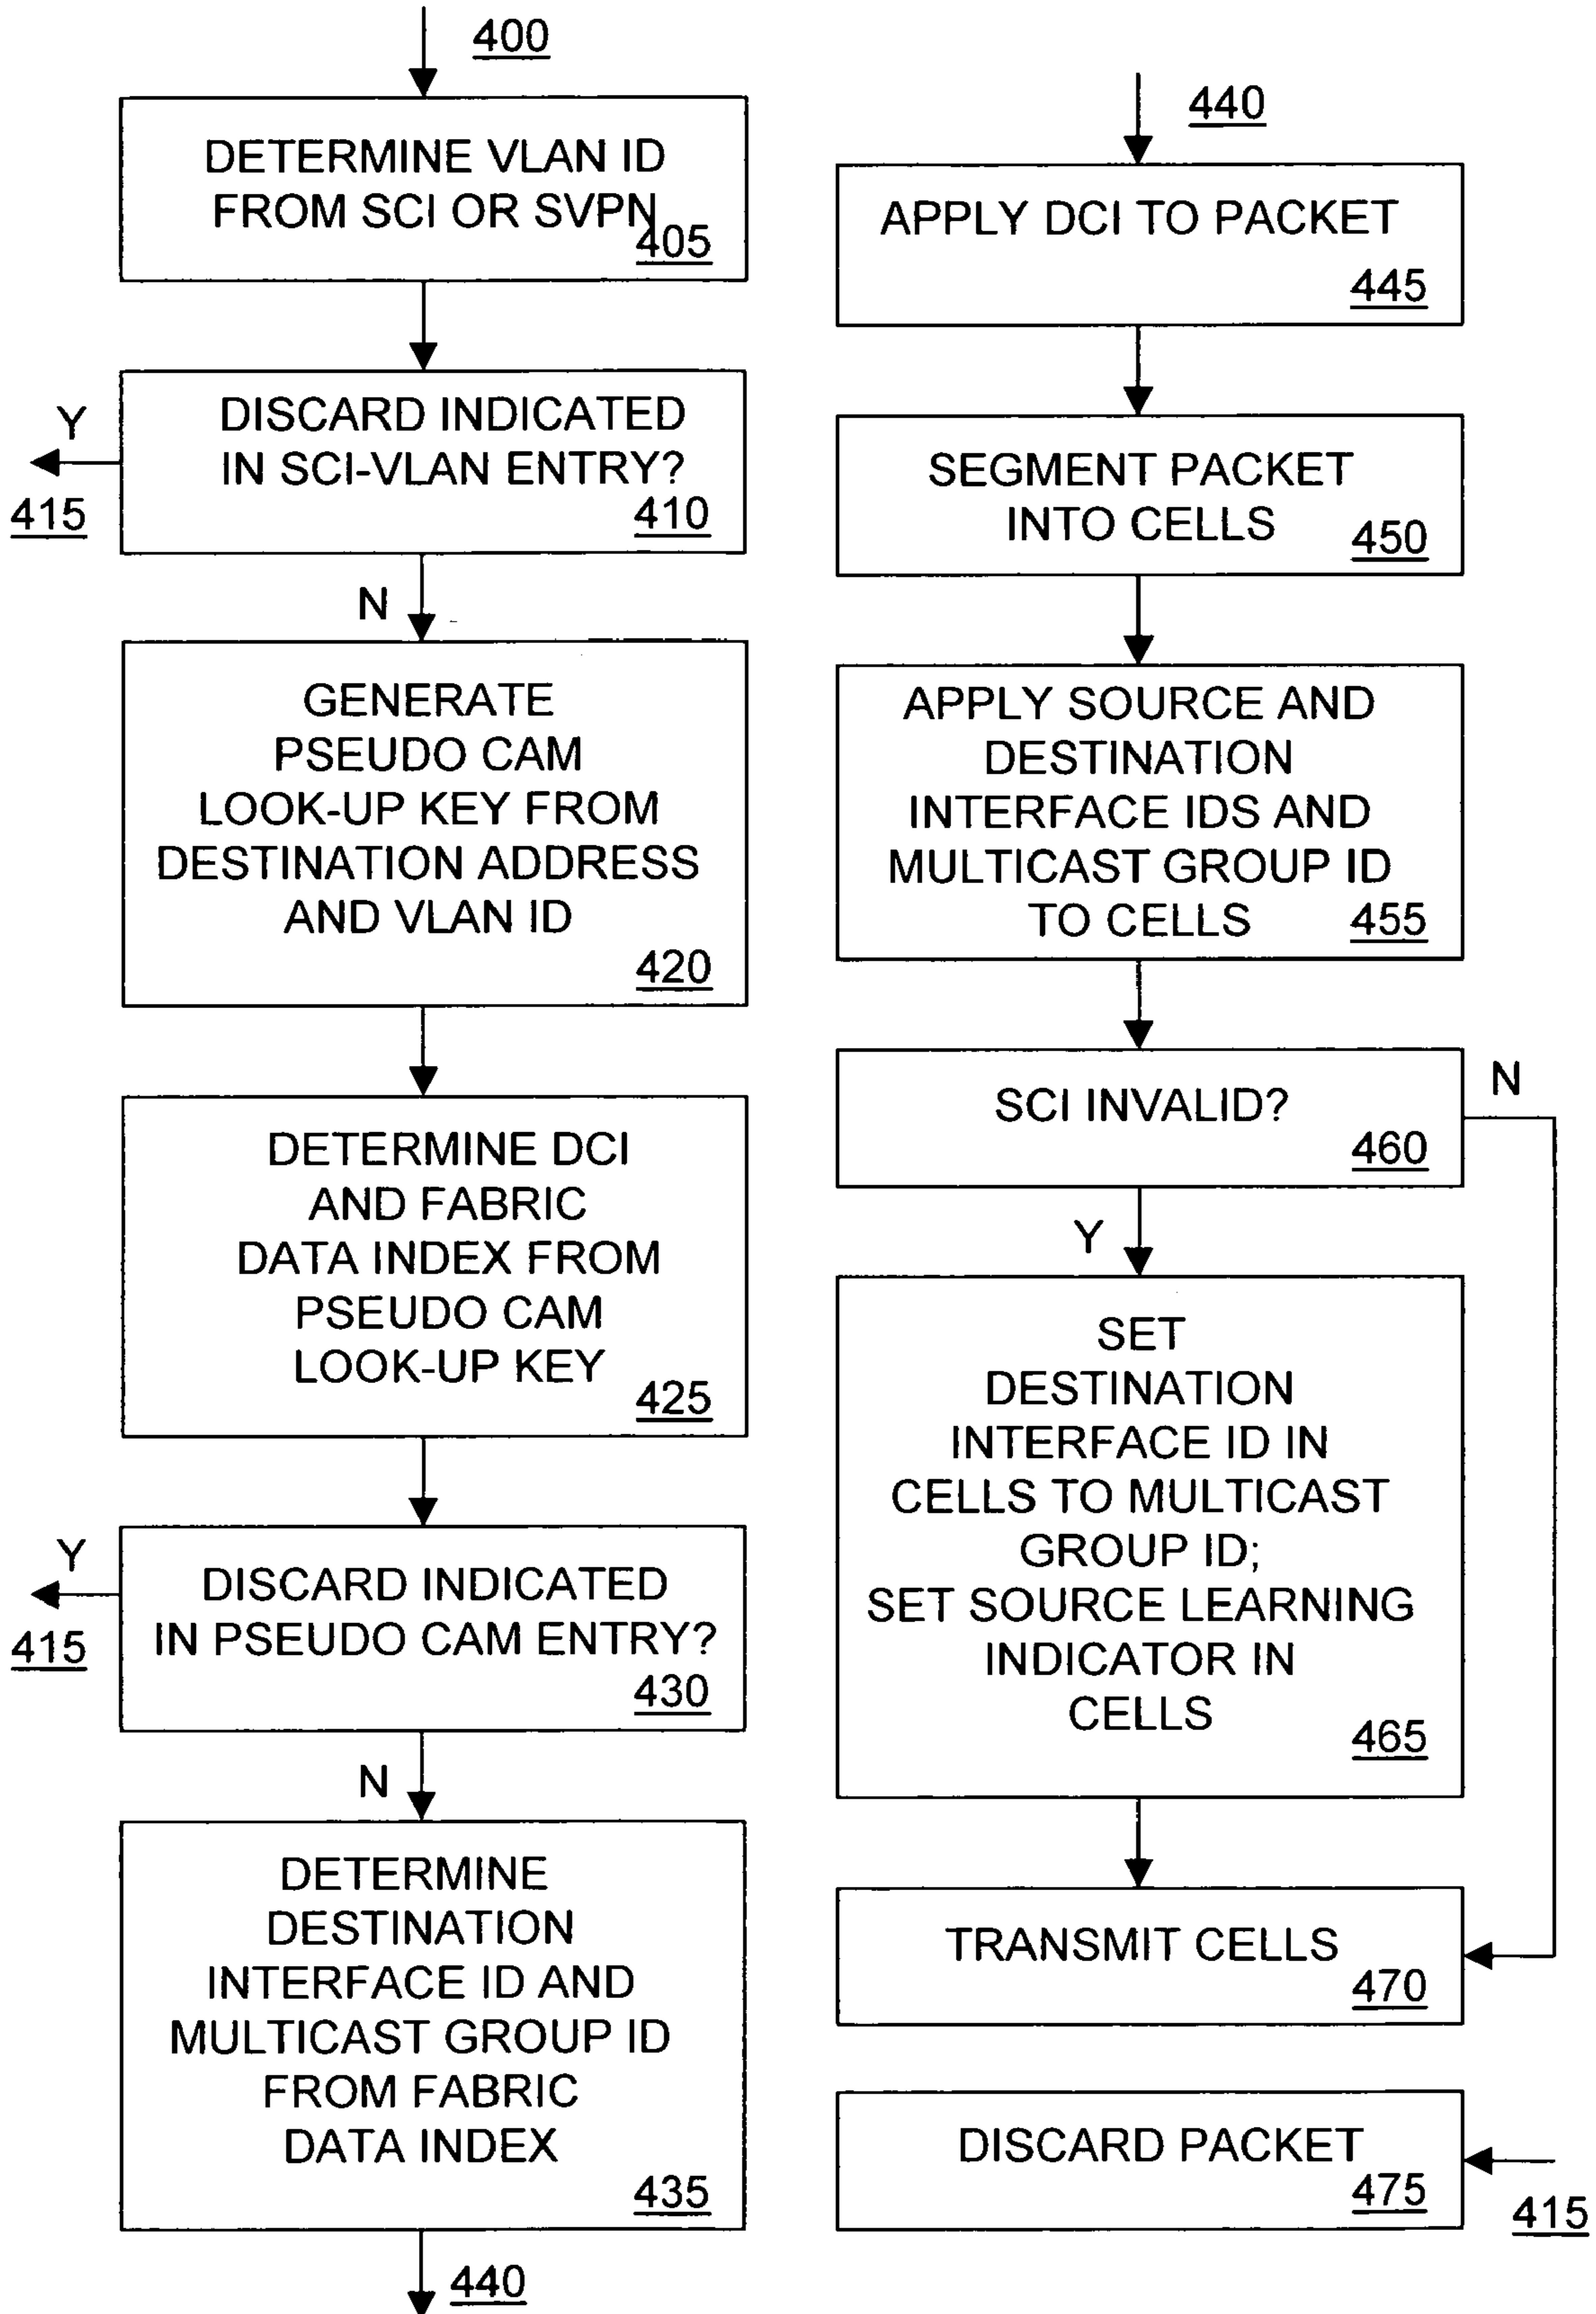 400
DETERMINE VLAN ID
FROM SCI OR SVPN
405
Y
415
DISCARD INDICATED
IN SCI-VLAN ENTRY?
410
N
GENERATE
PSEUDO CAM
LOOK-UP KEY FROM
DESTINATION ADDRESS
AND VLAN ID
420
DETERMINE DCI
AND FABRIC
DATA INDEX FROM
PSEUDO CAM
LOOK-UP KEY
425
Y
415
DISCARD INDICATED
IN PSEUDO CAM ENTRY?
430
N
DETERMINE
DESTINATION
INTERFACE ID AND
MULTICAST GROUP ID
FROM FABRIC
DATA INDEX
435
440
440
APPLY DCI TO PACKET
445
SEGMENT PACKET
INTO CELLS
450
APPLY SOURCE AND
DESTINATION
INTERFACE IDS AND
MULTICAST GROUP ID
TO CELLS
455
SCI INVALID?
460
N
Y
SET
DESTINATION
INTERFACE ID IN
CELLS TO MULTICAST
GROUP ID;
SET SOURCE LEARNING
INDICATOR IN
CELLS
465
TRANSMIT CELLS
470
DISCARD PACKET
475
415